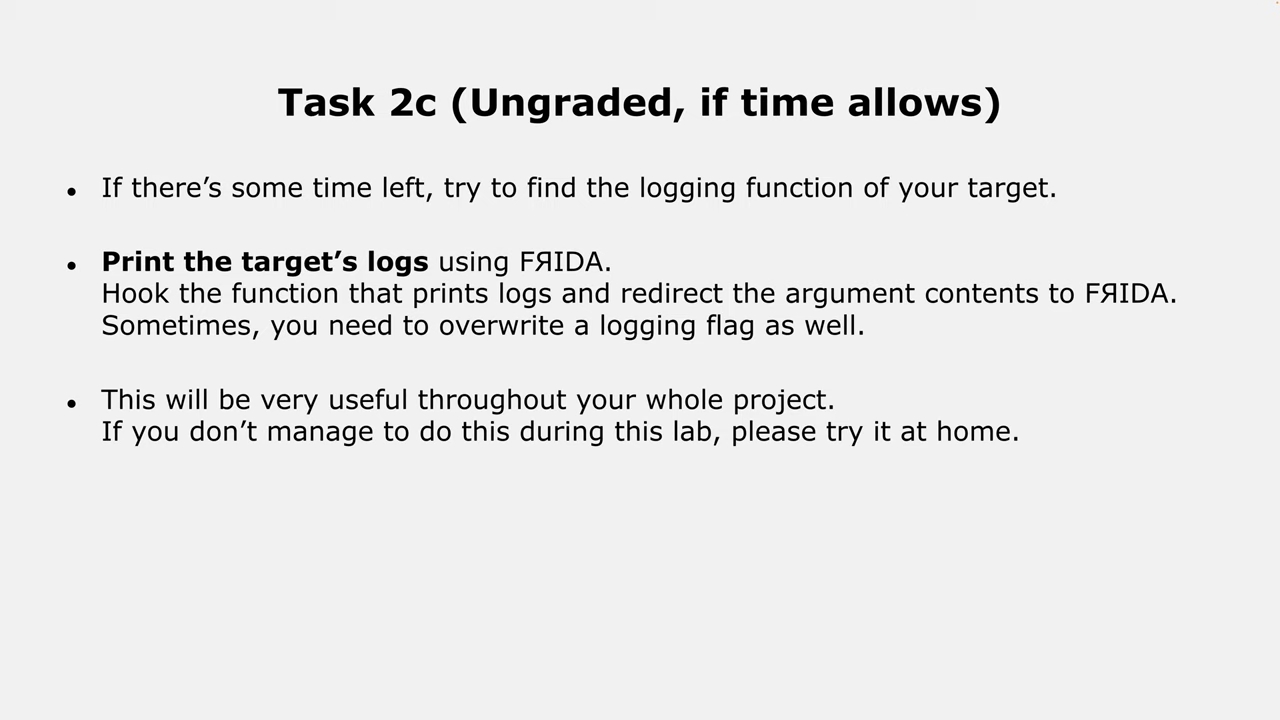 Task 2c (Ungraded, if time allows)
● If there’s some time left, try to find the logging function of your target.
● Print the target’s logs using FЯIDA.
Hook the function that prints logs and redirect the argument contents to FЯIDA.
Sometimes, you need to overwrite a logging flag as well.
● This will be very useful throughout your whole project.
If you don’t manage to do this during this lab, please try it at home.